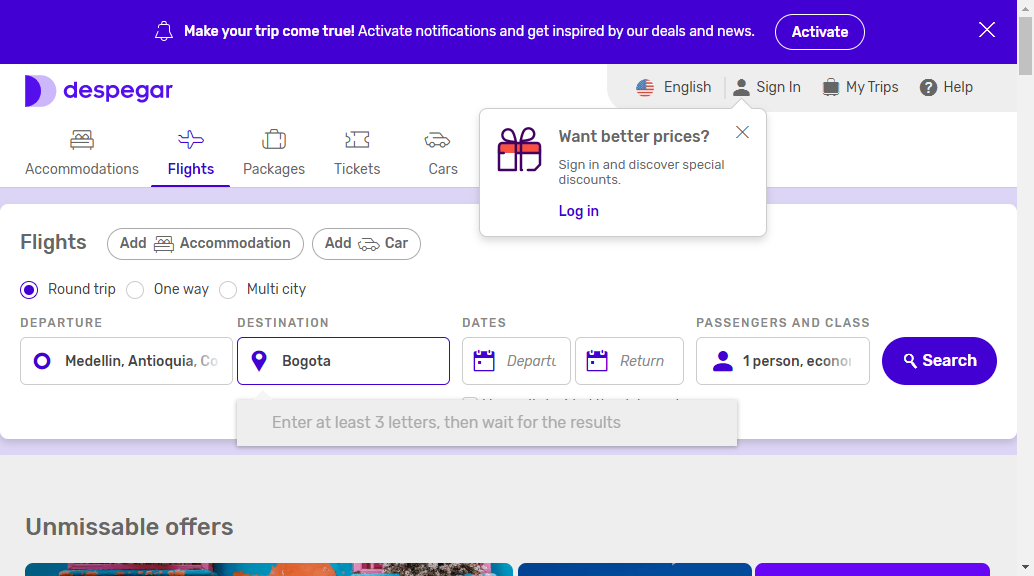 Make your trip come true! Activate notifications and get inspired by our deals and news.
Activate
despegar
English
Sign In
My Trips
Help
Accommodations
Flights
Packages
Tickets
Cars
Want better prices?
Sign in and discover special
discounts.
Log in
Flights
Add Accommodation
Add Car
Round trip
One way
Multi city
DEPARTURE
DESTINATION
DATES
PASSENGERS AND CLASS
Medellin, Antioquia, Co
Bogota
Departu
Return
1 person, econor
Search
Enter at least 3 letters, then wait for the results
Unmissable offers